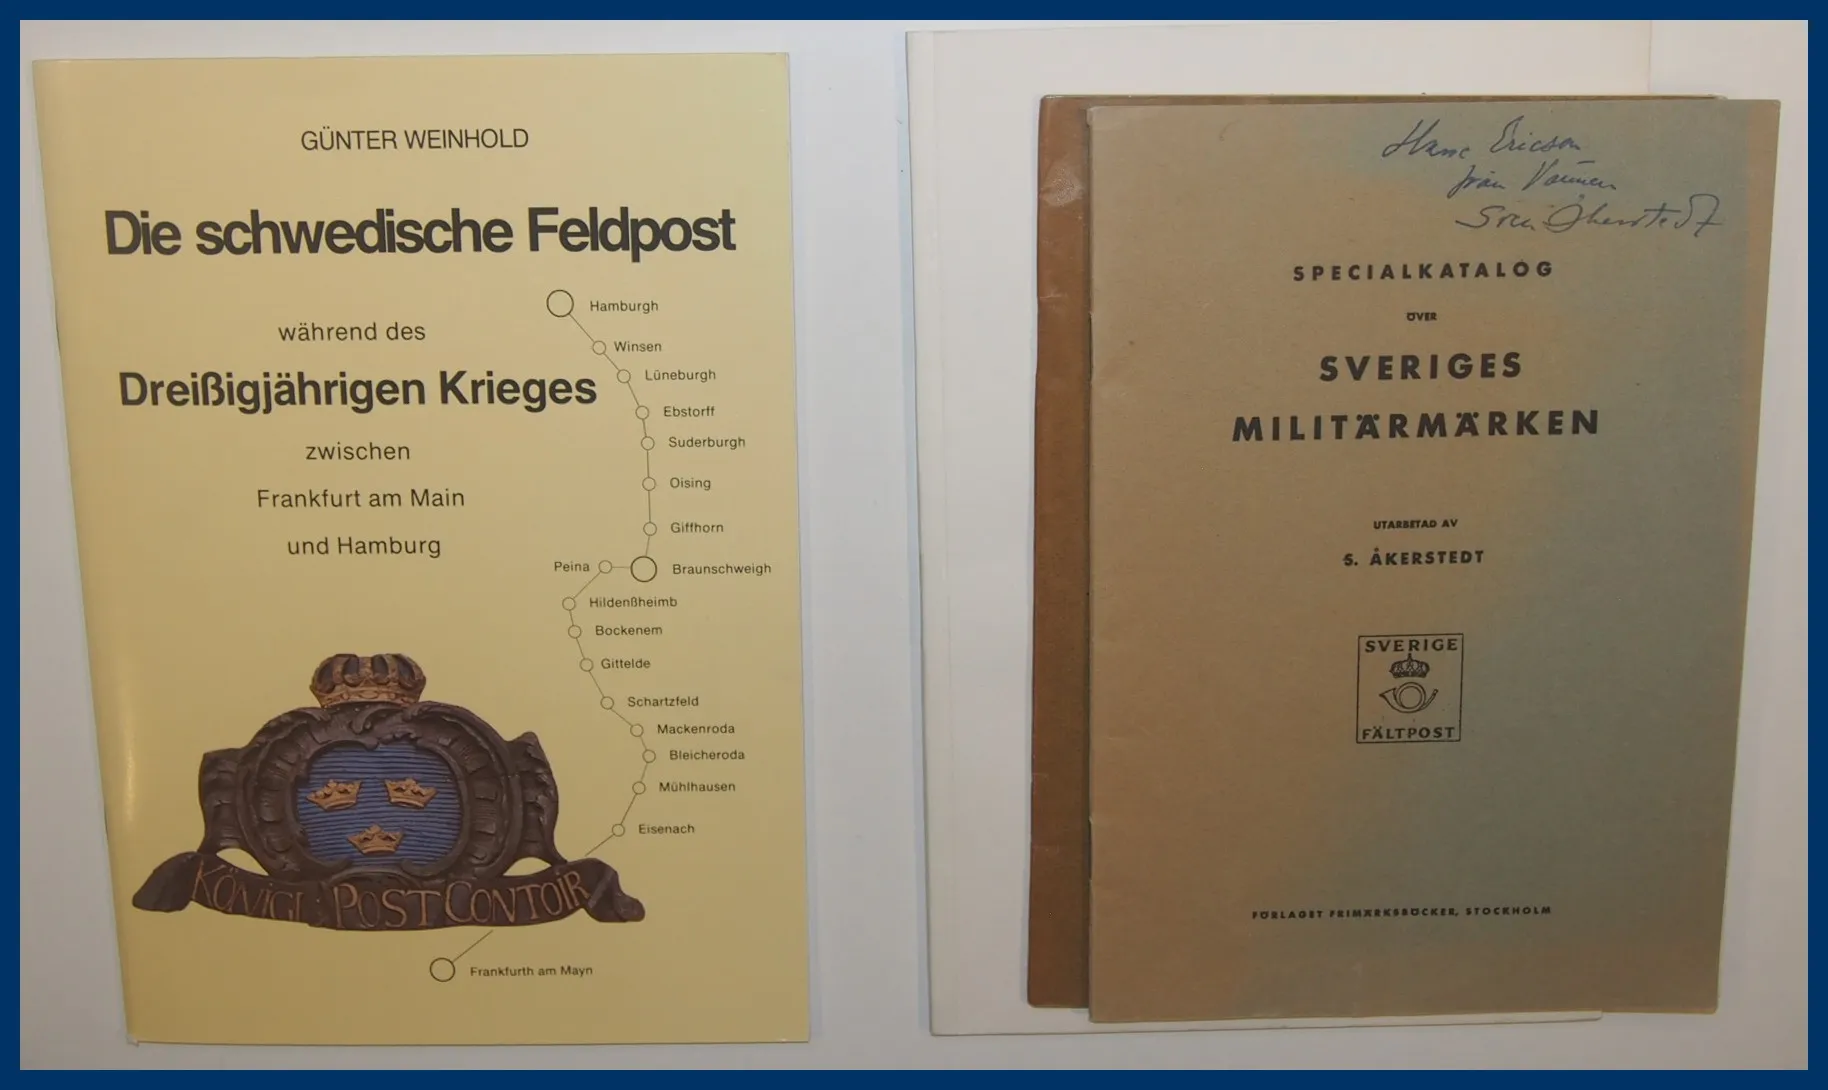 GÜNTER WEINHOLD
Die schwedische Feldpost
während des
Dreißigjährigen Krieges
zwischen
Frankfurt am Main
und Hamburg
Hamburgh
Winsen
Lüneburgh
Ebstorff
Suderburgh
Oising
Giffhorn
Peina
Braunschweigh
Hildenßheimb
Bockenem
Gittelde
Schartzfeld
Mackenroda
Bleicheroda
Mühlhausen
Eisenach
KÖNIGL: POST CONTOIR
Frankfurth am Mayn
Hans Ericson
från Vännen
Åkerstedt
SPECIALKATALOG
ÖVER
SVERIGES
MILITÄRMÄRKEN
UTARBETAD AV
S. ÅKERSTEDT
SVERIGE
FÄLTPOST
FÖRLAGET FRIMÄRKSBÖCKER, STOCKHOLM